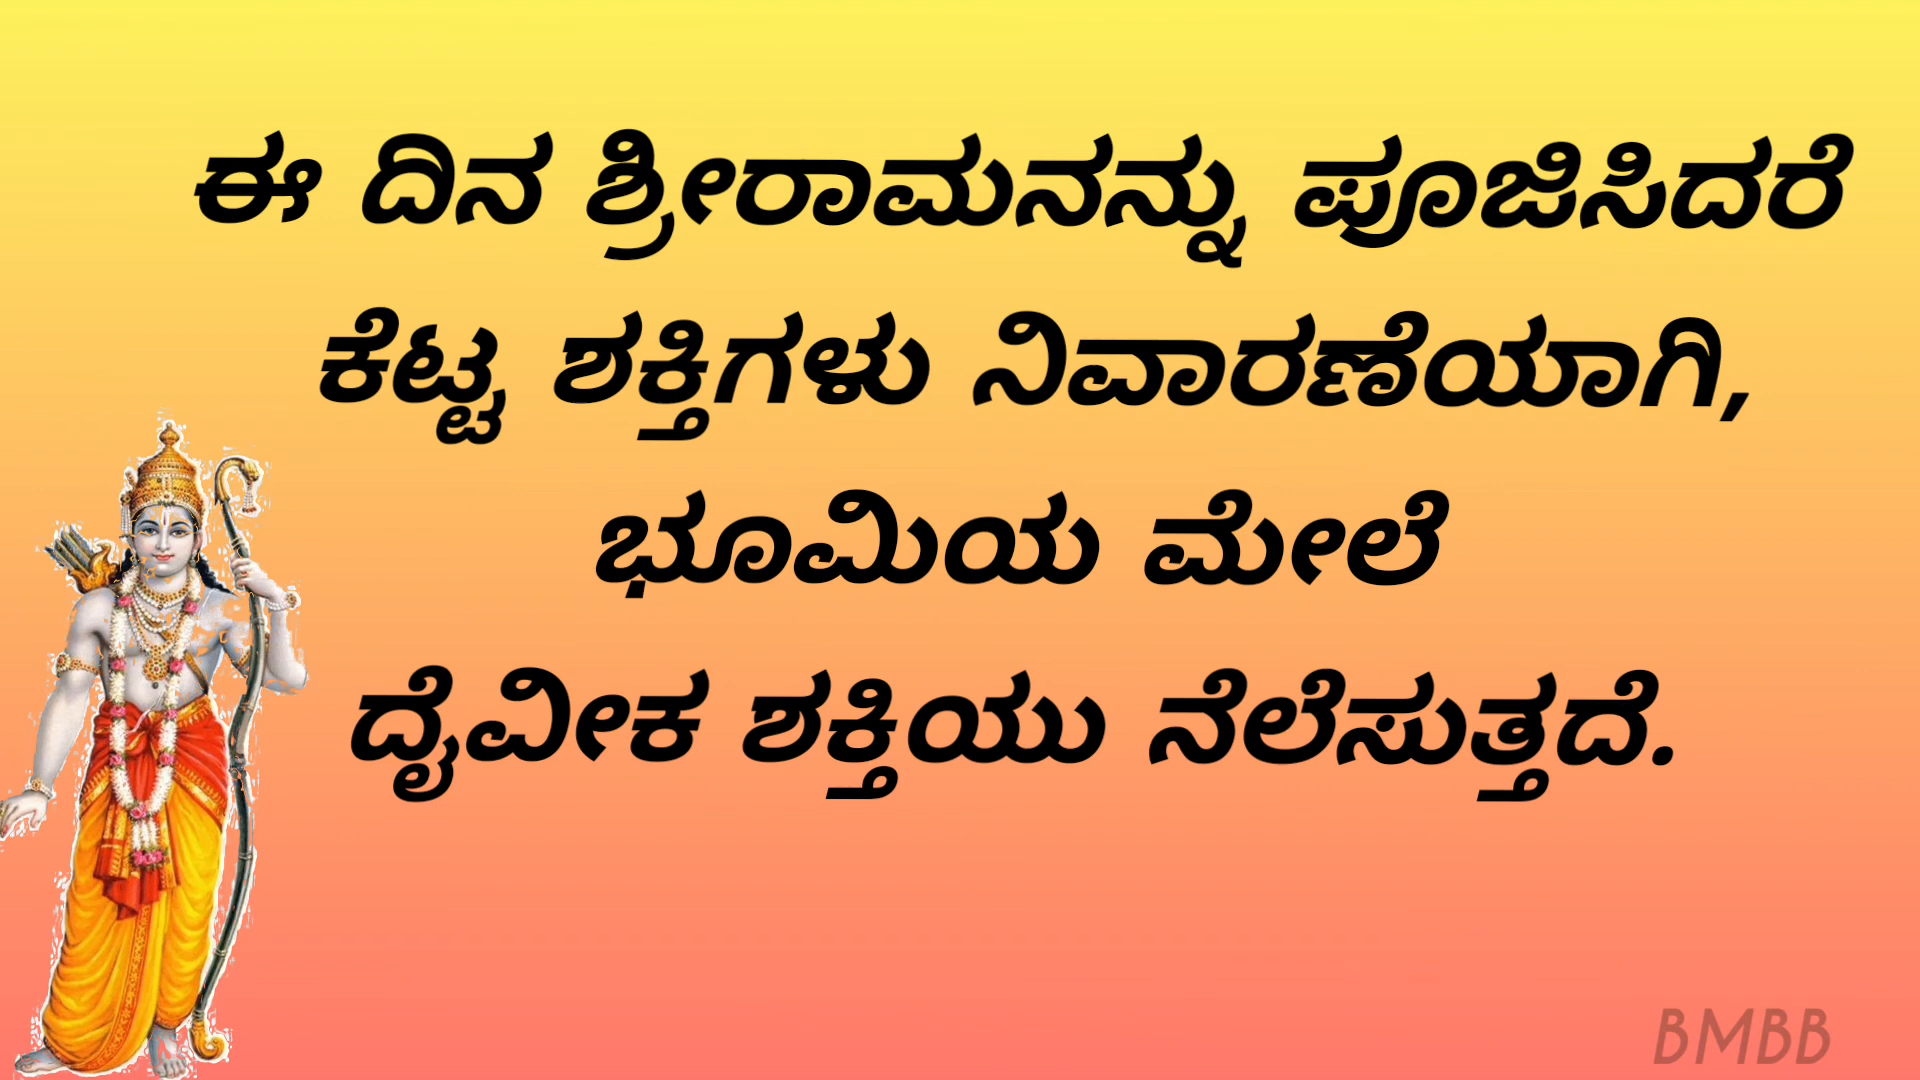 ಈ ದಿನ ಶ್ರೀರಾಮನನ್ನು ಪೂಜಿಸಿದರೆ
ಕೆಟ್ಟ ಶಕ್ತಿಗಳು ನಿವಾರಣೆಯಾಗಿ,
ಭೂಮಿಯ ಮೇಲೆ
ದೈವೀಕ ಶಕ್ತಿಯು ನೆಲೆಸುತ್ತದೆ.
BMBB